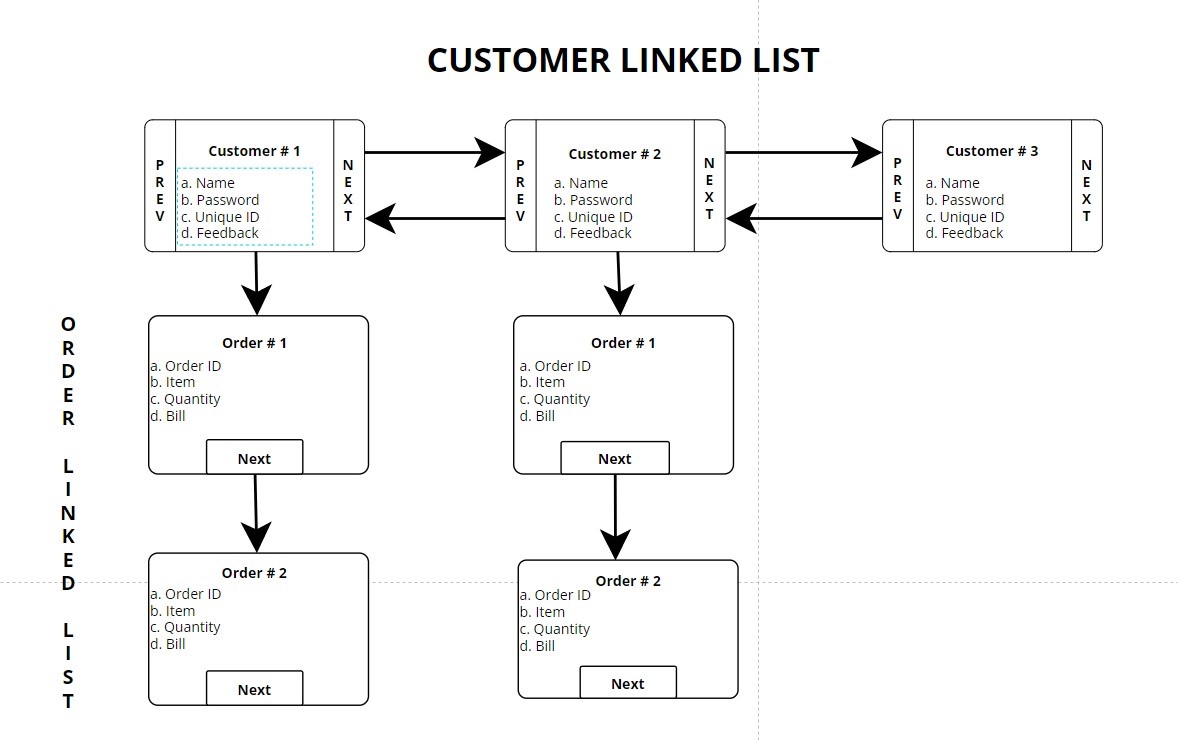 CUSTOMER LINKED LIST
PREV
Customer # 1
a. Name
b. Password
c. Unique ID
d. Feedback
NEXT
PREV
Customer # 2
a. Name
b. Password
c. Unique ID
d. Feedback
NEXT
PREV
Customer # 3
a. Name
b. Password
c. Unique ID
d. Feedback
NEXT
ORDER LINKED LIST
Order # 1
a. Order ID
b. Item
c. Quantity
d. Bill
Next
Order # 1
a. Order ID
b. Item
c. Quantity
d. Bill
Next
Order # 2
a. Order ID
b. Item
c. Quantity
d. Bill
Next
Order # 2
a. Order ID
b. Item
c. Quantity
d. Bill
Next